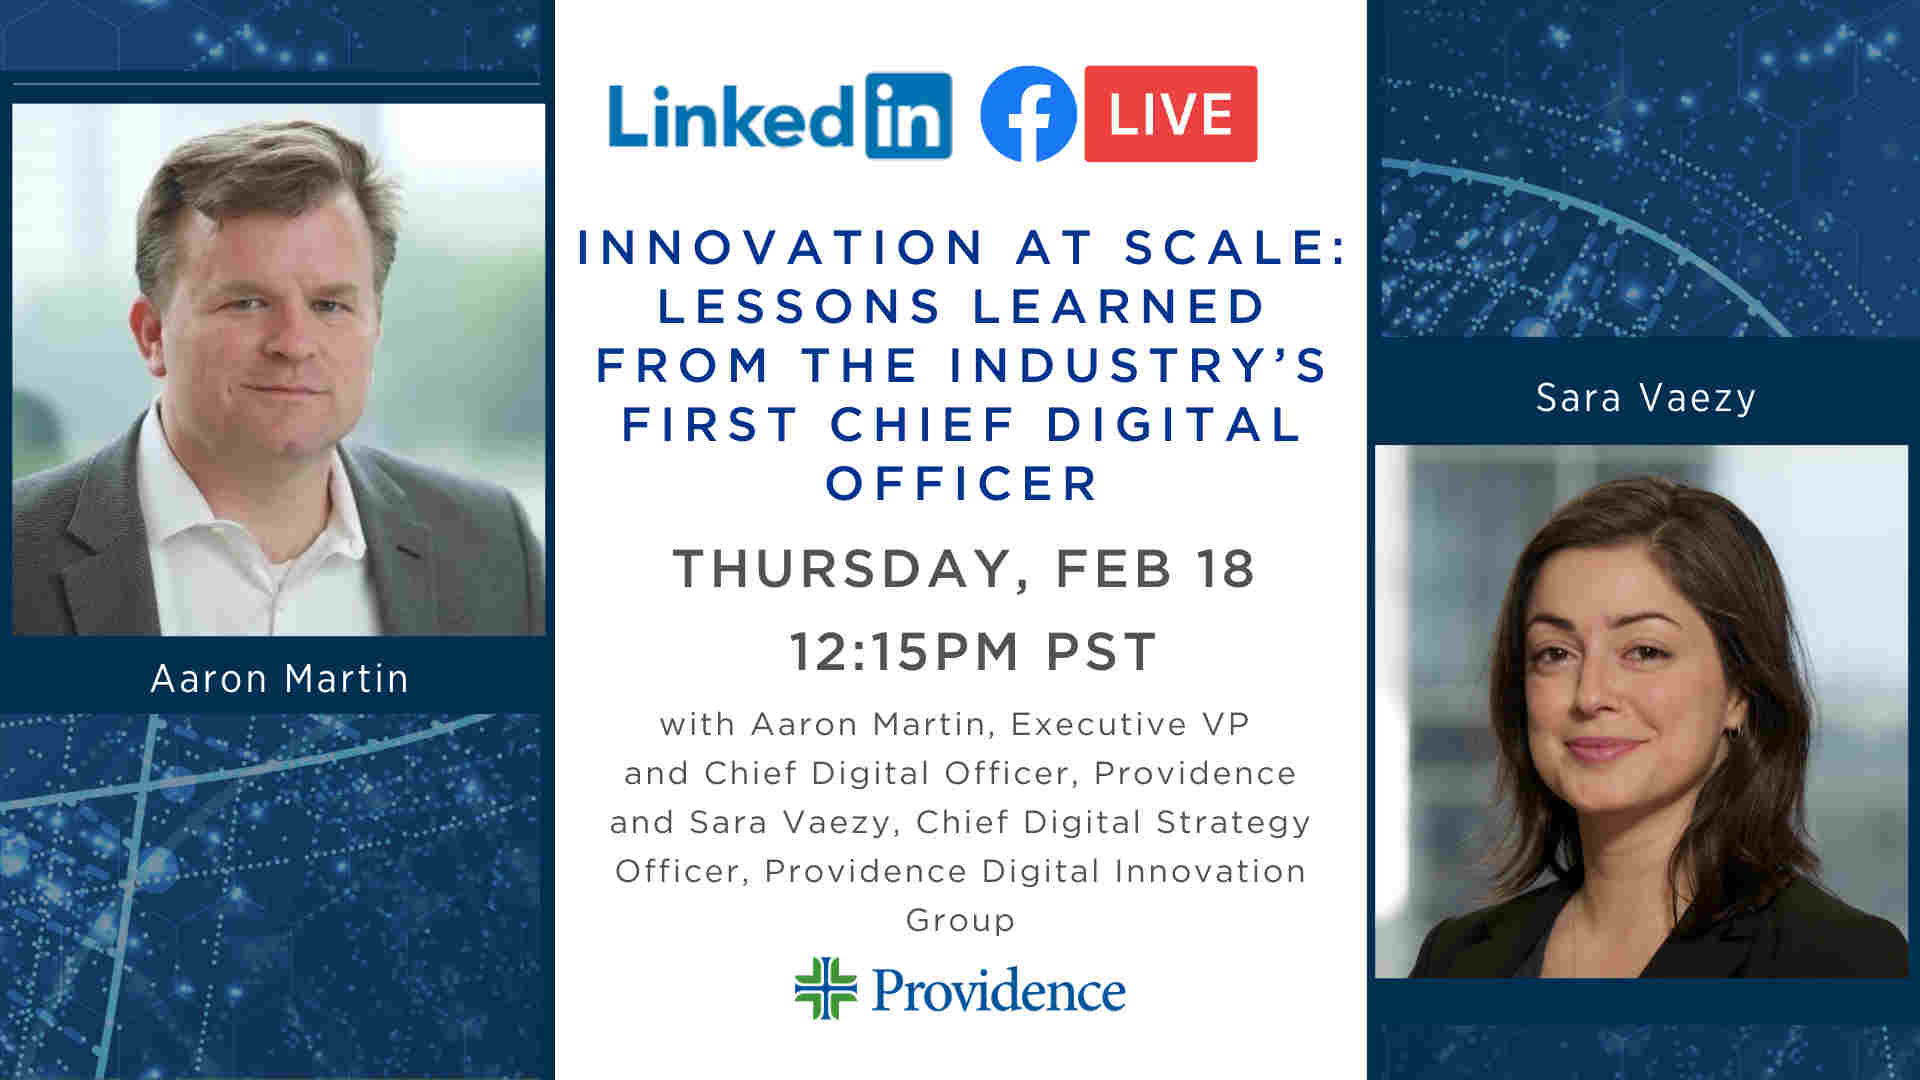 Linked in
f LIVE
INNOVATION AT SCALE:
LESSONS LEARNED
FROM THE INDUSTRY’S
FIRST CHIEF DIGITAL
OFFICER
THURSDAY, FEB 18
12:15PM PST
with Aaron Martin, Executive VP
and Chief Digital Officer, Providence
and Sara Vaezy, Chief Digital Strategy
Officer, Providence Digital Innovation
Group
Providence
Aaron Martin
Sara Vaezy